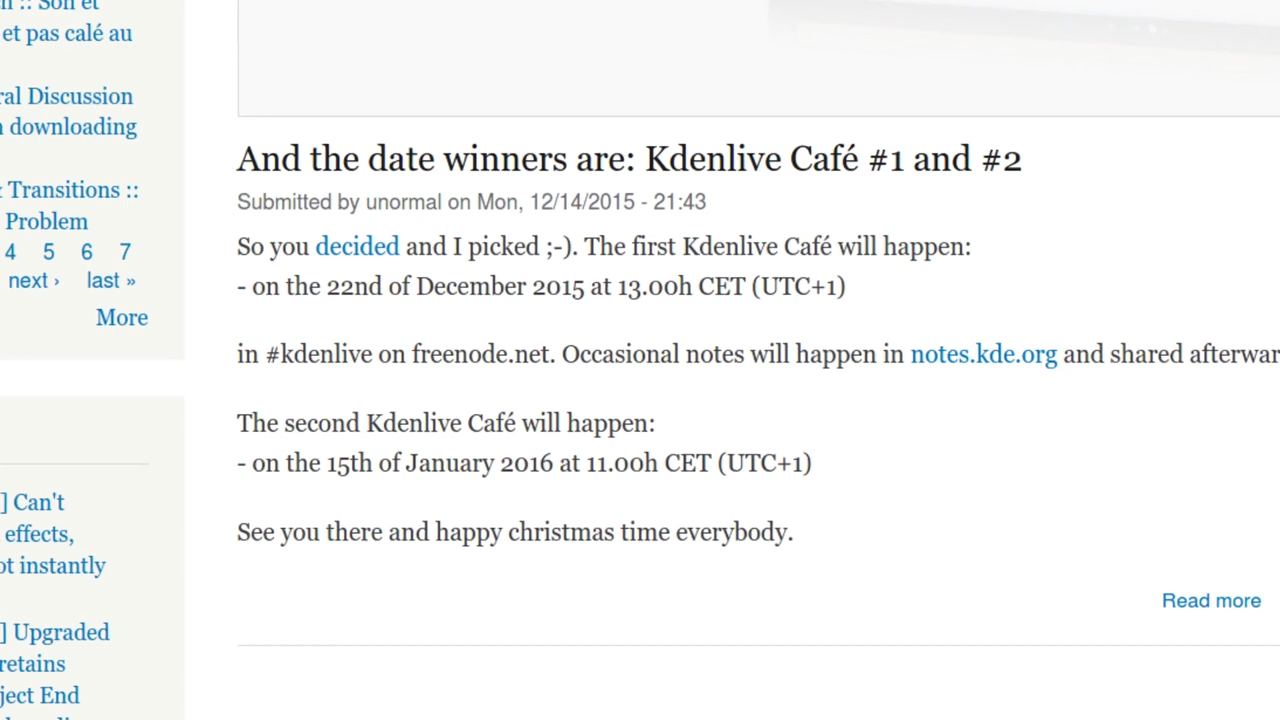 :: Son et
et pas calé au
Discussion
downloading
Transitions ::
Problem
4 5 6 7
next › last »
More
] Can't
effects,
instantly
] Upgraded
retains
End
And the date winners are: Kdenlive Café #1 and #2
Submitted by unormal on Mon, 12/14/2015 - 21:43
So you decided and I picked ;-). The first Kdenlive Café will happen:
- on the 22nd of December 2015 at 13.00h CET (UTC+1)
in #kdenlive on freenode.net. Occasional notes will happen in notes.kde.org and shared afterwar
The second Kdenlive Café will happen:
- on the 15th of January 2016 at 11.00h CET (UTC+1)
See you there and happy christmas time everybody.
Read more